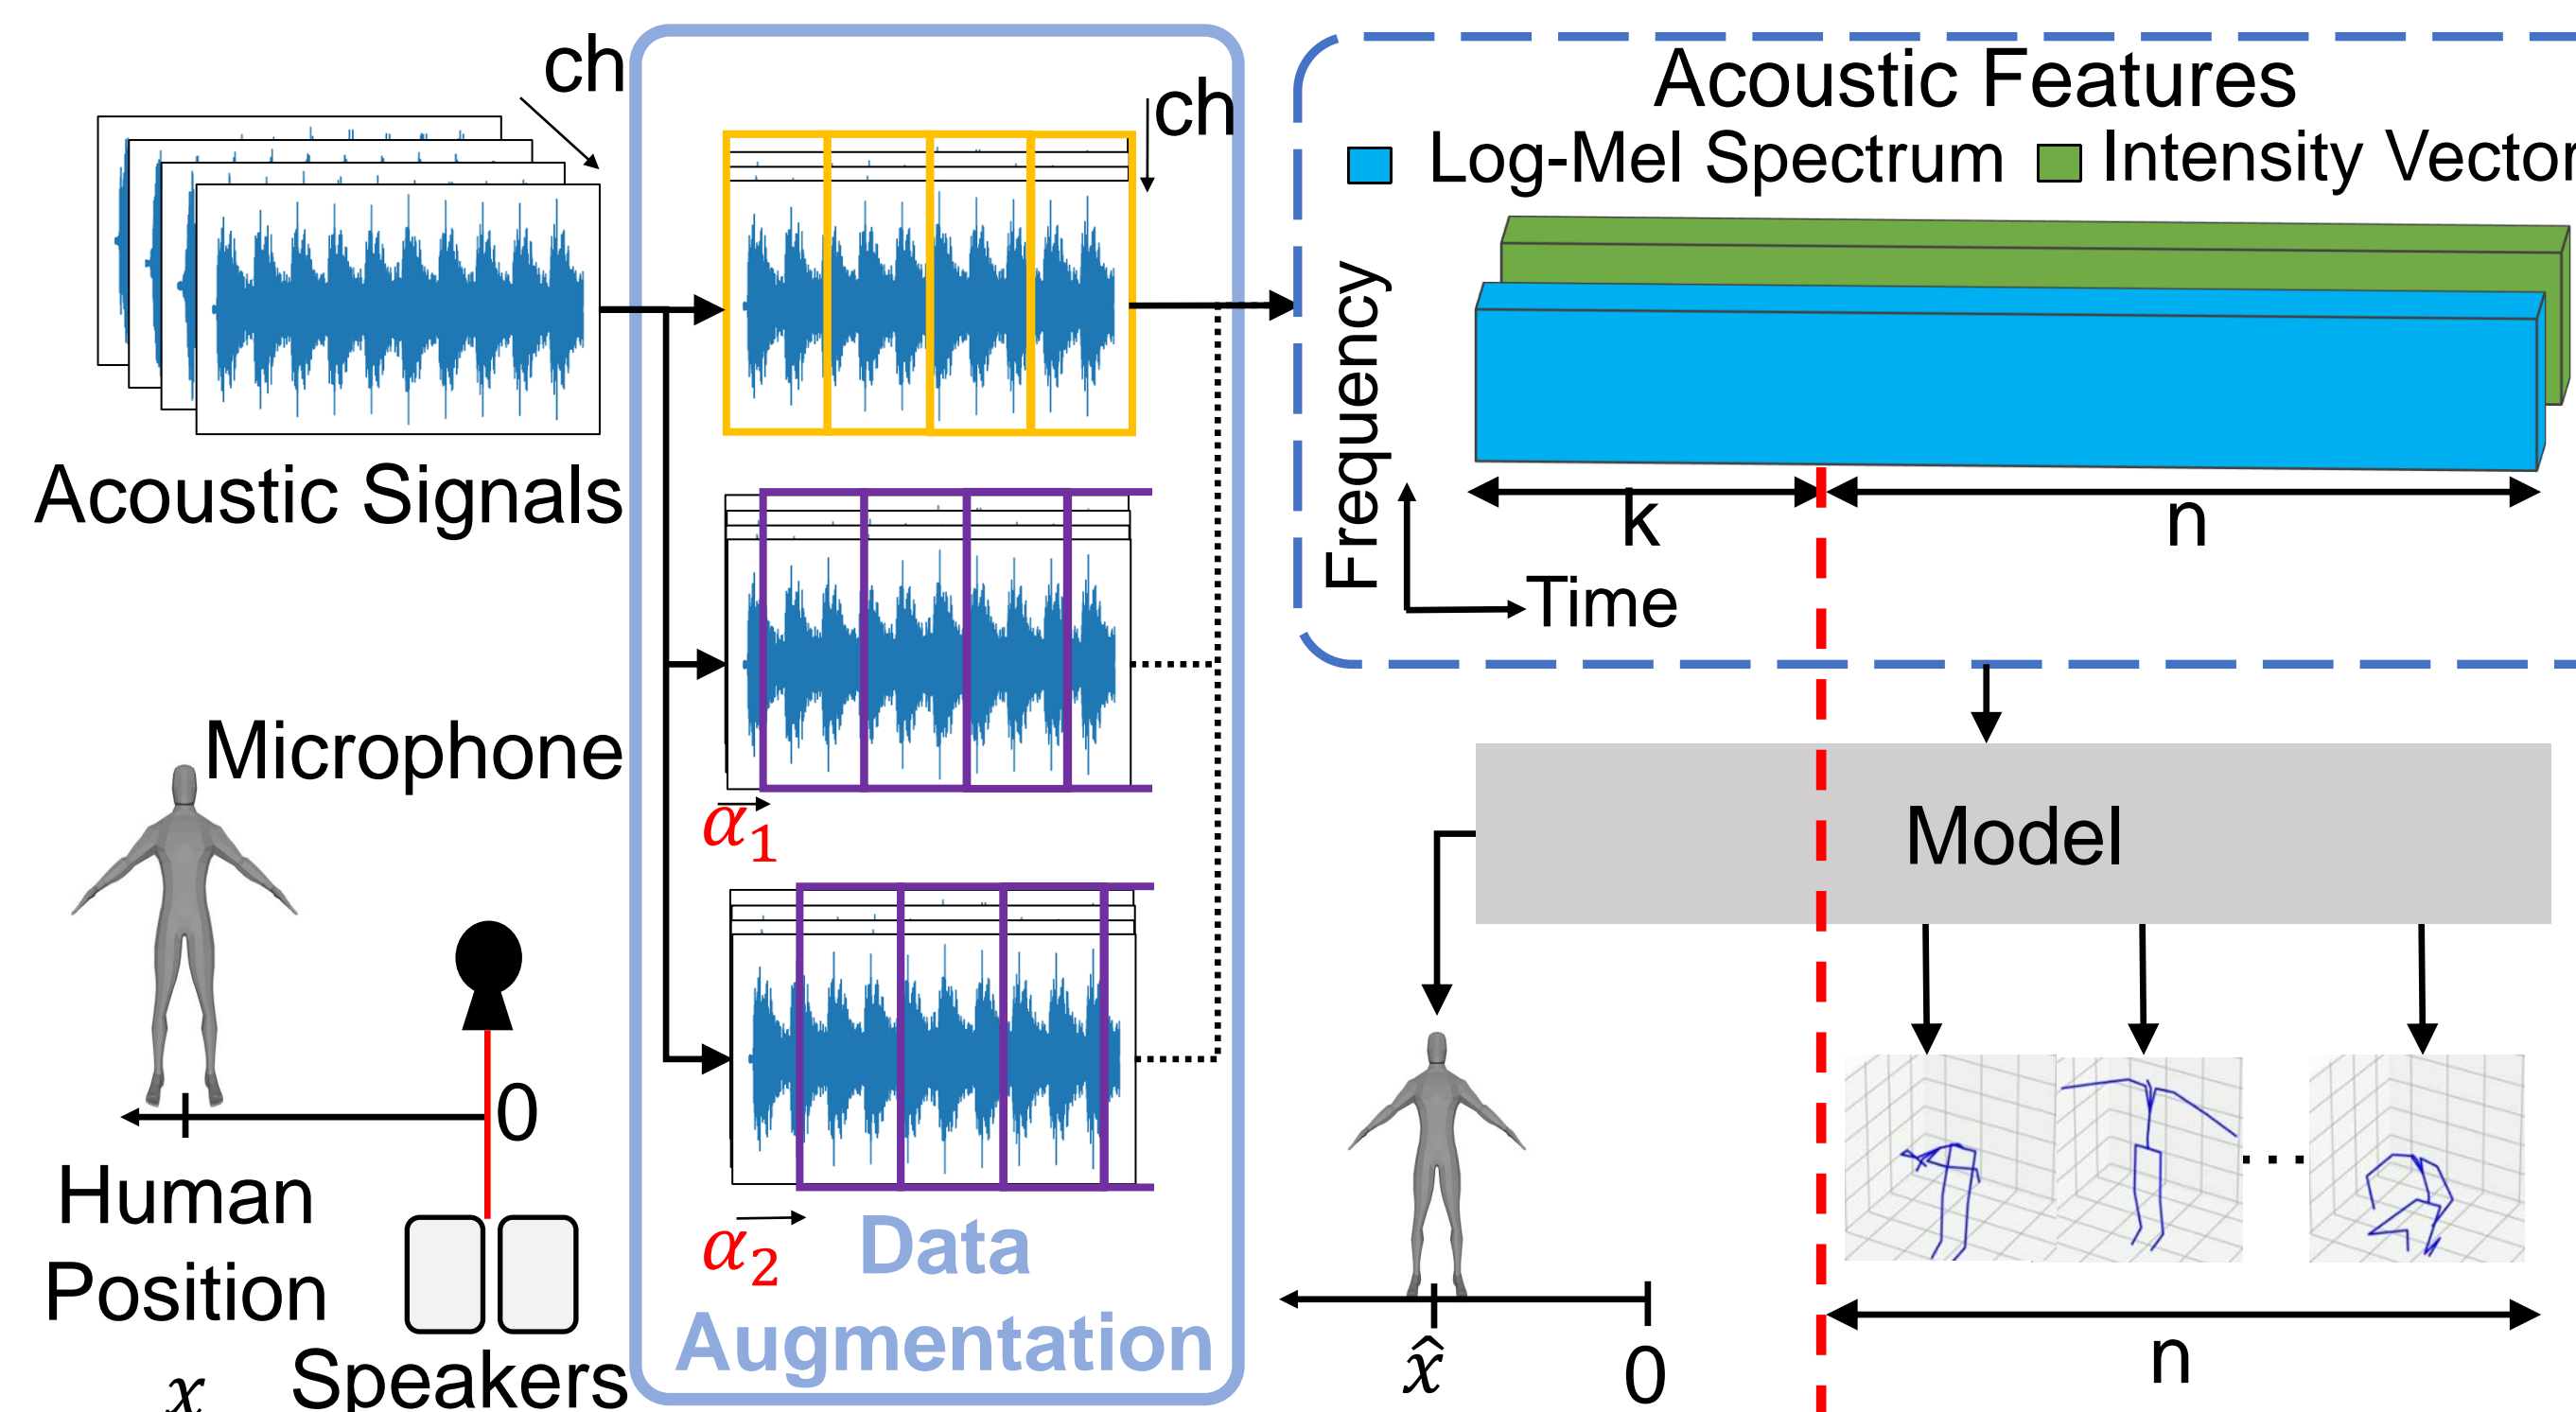 ch
Acoustic Signals
Microphone
0
Human
Position
x
Speakers
ch
α1
α2
Data
Augmentation
Acoustic Features
Log-Mel Spectrum
Intensity Vector
Frequency
Time
k
n
Model
x̂
0
...
n